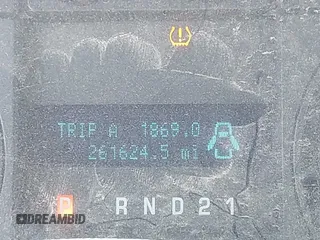 TRIP A 1869.0
261624.5 mi
P R N D 2 1
DREAMBID